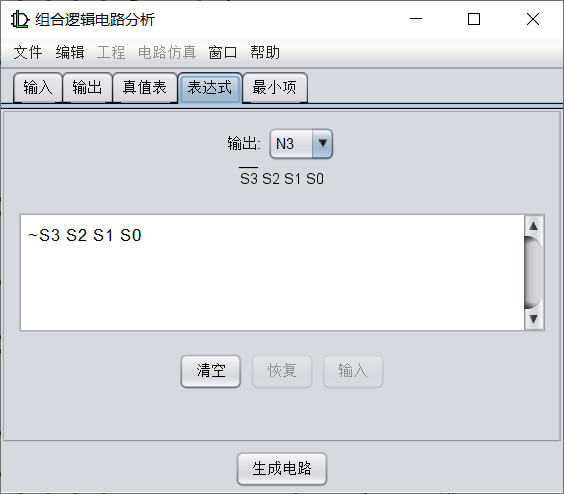 组合逻辑电路分析
文件 编辑 工程 电路仿真 窗口 帮助
输入 输出 真值表 表达式 最小项
输出: N3
S̅3̅ S2 S1 S0
~S3 S2 S1 S0
清空 恢复 输入
生成电路